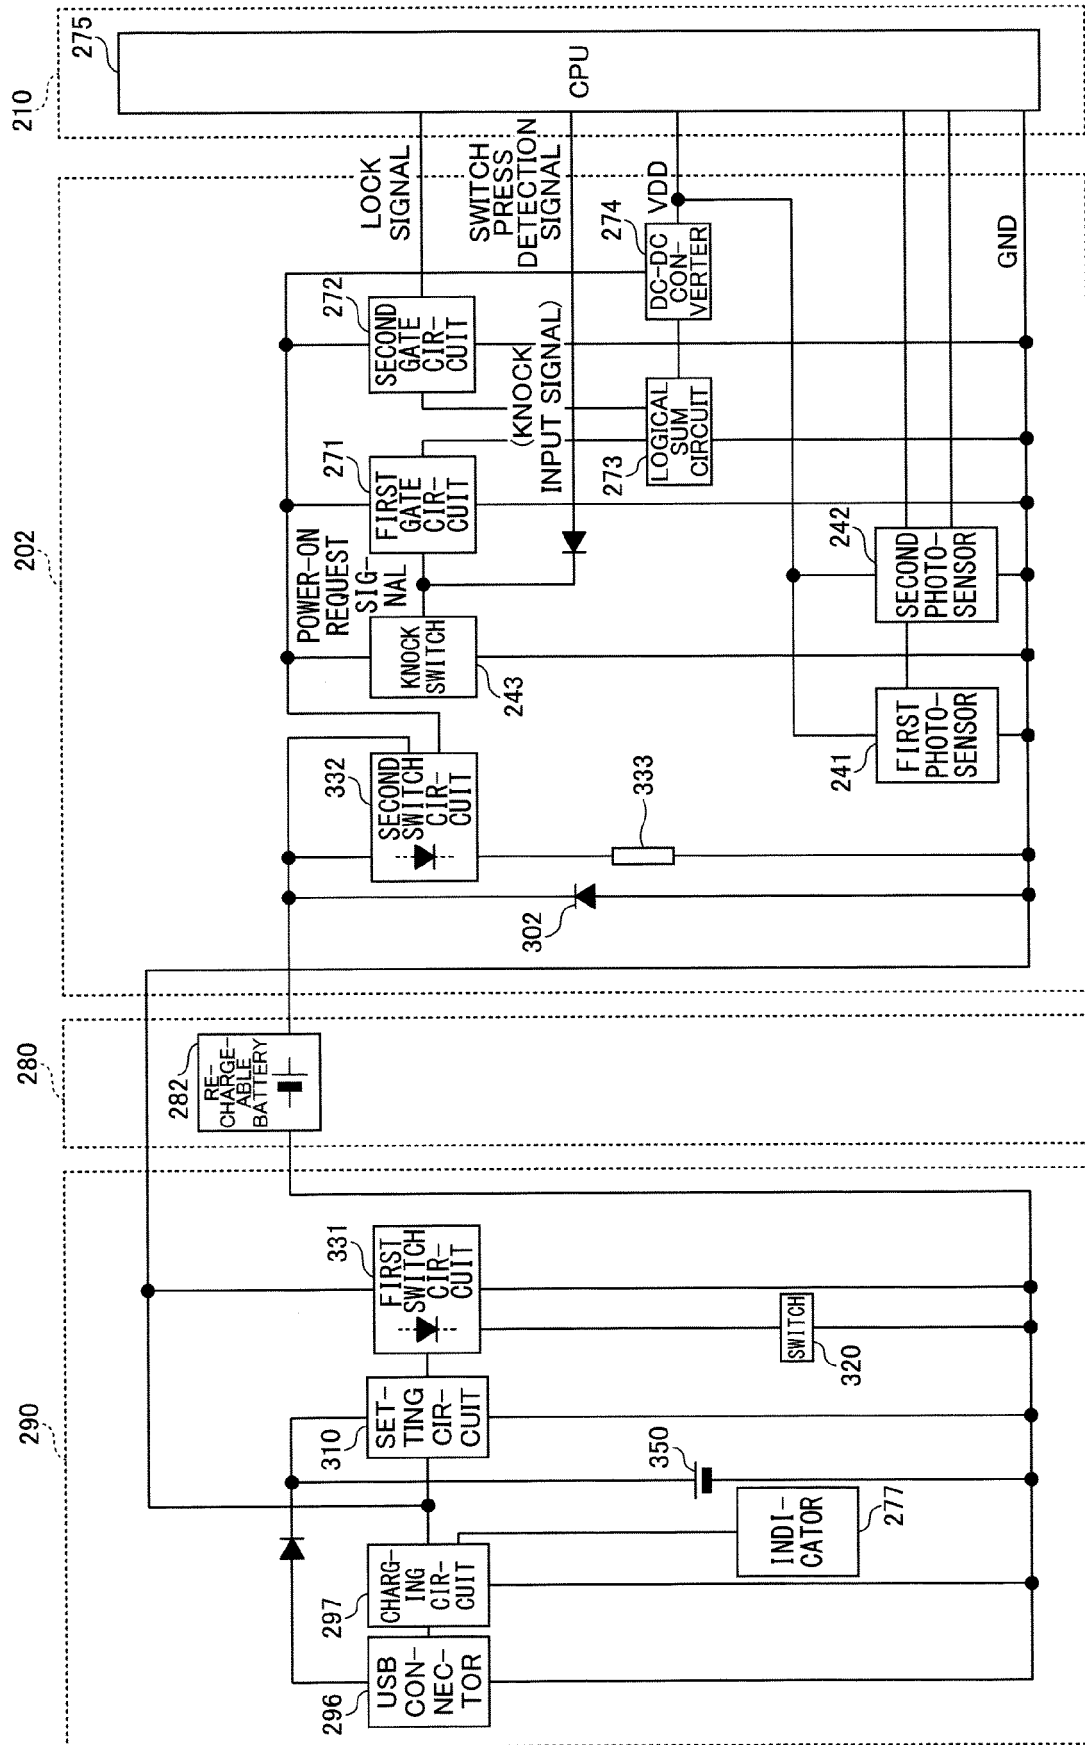 290
280
202
210
296
USB
CON-
NEC-
TOR
297
CHARG-
ING
CIR-
CUIT
310
SET-
TING
CIR-
CUIT
331
FIRST
SWITCH
CIR-
CUIT
350
INDI-
CATOR
277
SWITCH
320
282
RE-
CHARGE-
ABLE
BATTERY
302
332
SECOND
SWITCH
CIR-
CUIT
333
POWER-ON
REQUEST
SIG-
NAL
KNOCK
SWITCH
243
271
FIRST
GATE
CIR-
CUIT
272
SECOND
GATE
CIR-
CUIT
LOCK
SIGNAL
SWITCH
PRESS
DETECTION
SIGNAL
(KNOCK
INPUT SIGNAL)
273
LOGICAL
SUM
CIRCUIT
274
DC-DC
CON-
VERTER
VDD
241
FIRST
PHOTO-
SENSOR
242
SECOND
PHOTO-
SENSOR
GND
275
CPU